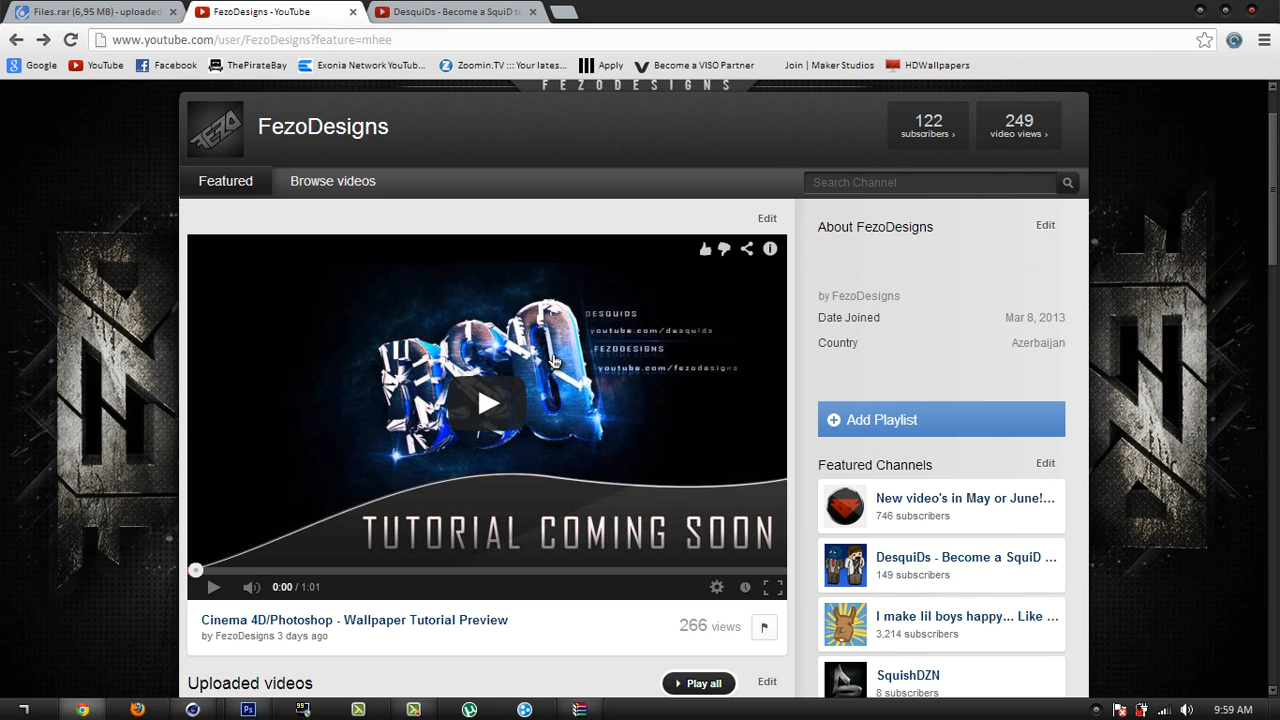 Files.rar (6,95 MB) - uploaded
FezoDesigns - YouTube
DesquiDs - Become a SquiD to
www.youtube.com/user/FezoDesigns?feature=mhee
Google
YouTube
Facebook
ThePirateBay
Exonia Network YouTub...
Zoomin.TV ::: Your lates...
Apply
Become a VISO Partner
Join | Maker Studios
HDWallpapers
FEZODESIGNS
FEZO
FezoDesigns
122
subscribers ›
249
video views ›
Featured
Browse videos
Search Channel
Edit
DESQUIDS
youtube.com/desquids
FEZODESIGNS
youtube.com/fezodesigns
TUTORIAL COMING SOON
0:00 / 1:01
Cinema 4D/Photoshop - Wallpaper Tutorial Preview
by FezoDesigns 3 days ago
266 views
Uploaded videos
Play all
Edit
About FezoDesigns
Edit
by FezoDesigns
Date Joined
Mar 8, 2013
Country
Azerbaijan
Add Playlist
Featured Channels
Edit
New video's in May or June!...
746 subscribers
DesquiDs - Become a SquiD ...
149 subscribers
I make lil boys happy... Like ...
3,214 subscribers
SquishDZN
8 subscribers
Ps
9:59 AM